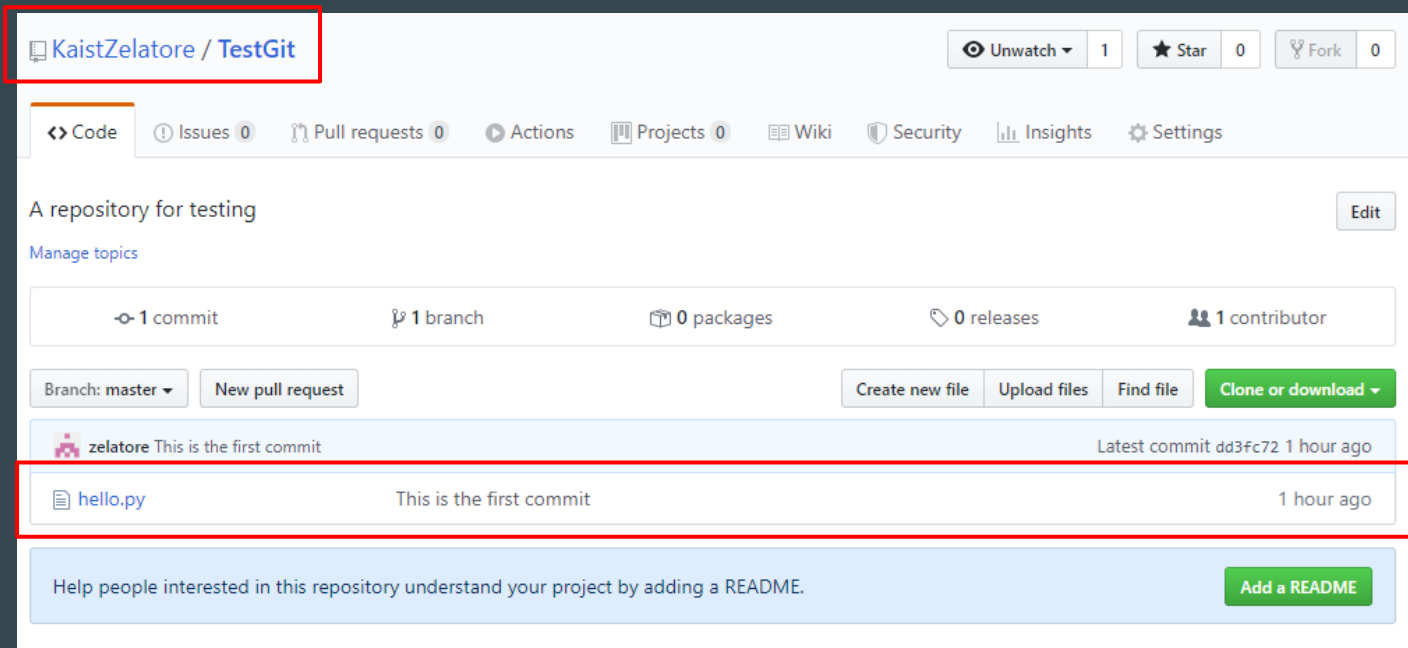 KaistZelatore / TestGit
Unwatch 1 Star 0 Fork 0
Code Issues 0 Pull requests 0 Actions Projects 0 Wiki Security Insights Settings
A repository for testing
Edit
Manage topics
1 commit 1 branch 0 packages 0 releases 1 contributor
Branch: master New pull request Create new file Upload files Find file Clone or download
zelatore This is the first commit Latest commit dd3fc72 1 hour ago
hello.py This is the first commit 1 hour ago
Help people interested in this repository understand your project by adding a README. Add a README